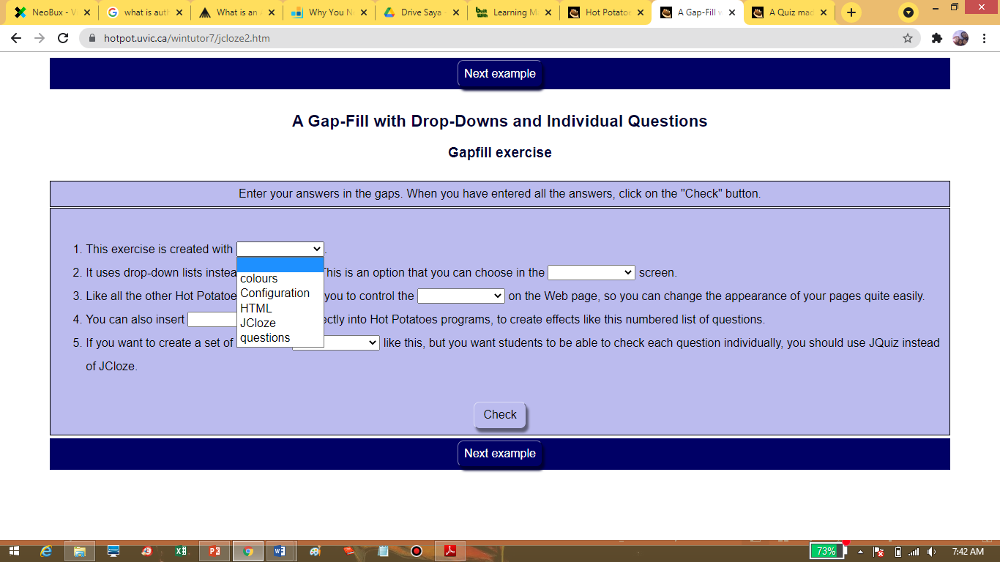 NeoBux - V
what is auth
What is an
Why You N
Drive Saya -
built with Learning M
Hot Potatoe
A Gap-Fill w
A Quiz mad
hotpot.uvic.ca/wintutor7/jcloze2.htm
Next example
A Gap-Fill with Drop-Downs and Individual Questions
Gapfill exercise
Enter your answers in the gaps. When you have entered all the answers, click on the "Check" button.
1. This exercise is created with .
colours
Configuration
HTML
JCloze
questions
2. It uses drop-down lists instea This is an option that you can choose in the screen.
3. Like all the other Hot Potatoe you to control the on the Web page, so you can change the appearance of your pages quite easily.
4. You can also insert ectly into Hot Potatoes programs, to create effects like this numbered list of questions.
5. If you want to create a set of like this, but you want students to be able to check each question individually, you should use JQuiz instead
of JCloze.
Check
Next example
73%
7:42 AM